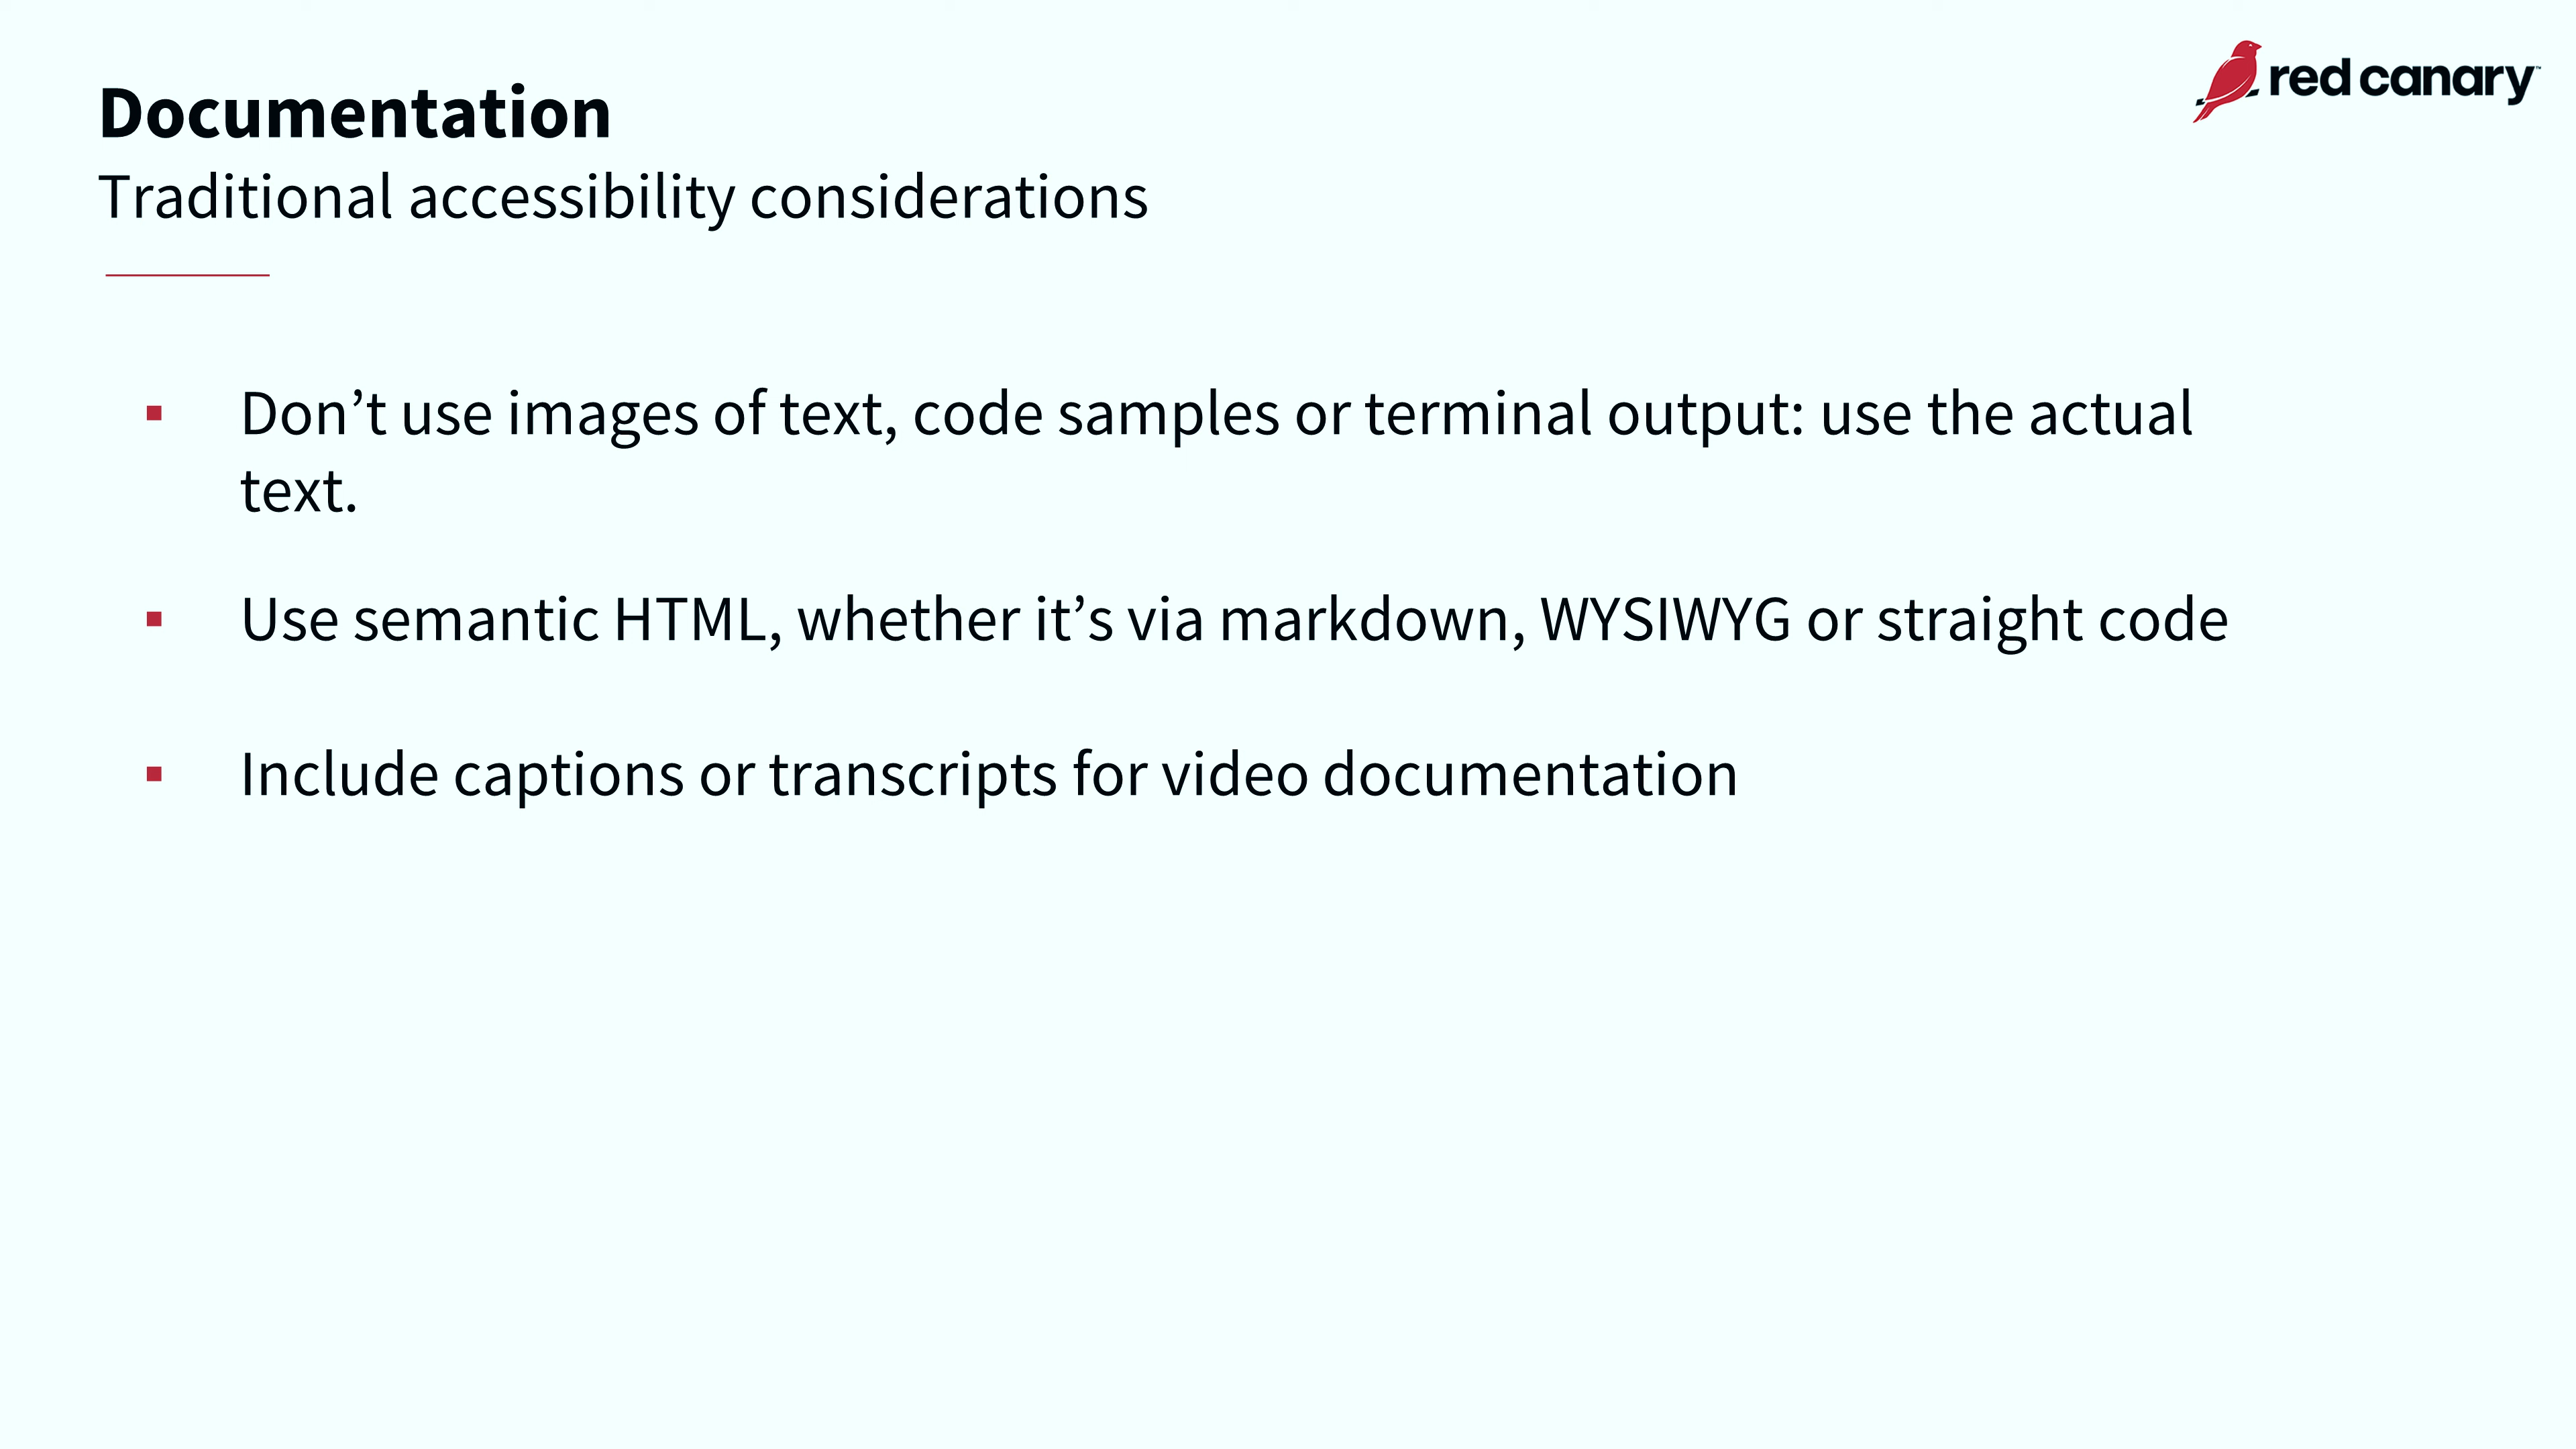 Documentation
red canary™
Traditional accessibility considerations
▪ Don’t use images of text, code samples or terminal output: use the actual
text.
▪ Use semantic HTML, whether it’s via markdown, WYSIWYG or straight code
▪ Include captions or transcripts for video documentation